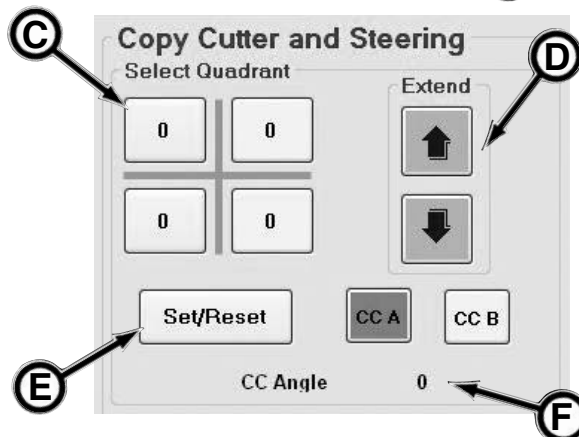 C
Copy Cutter and Steering
D
Select Quadrant
Extend
0 0
0 0
Set/Reset CC A CC B
E
CC Angle 0
F